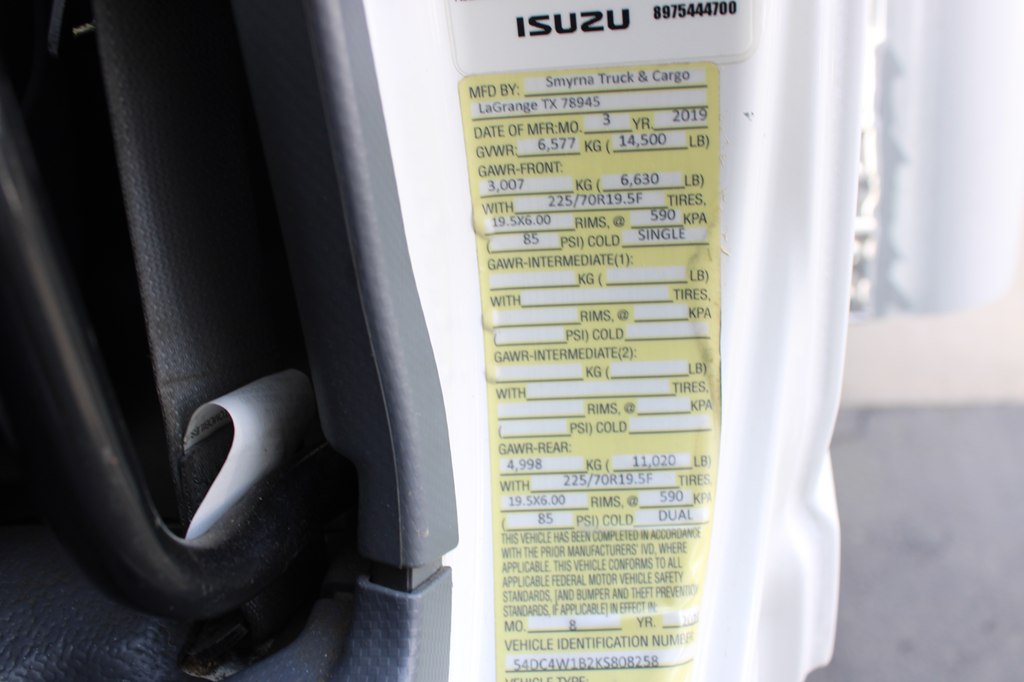 ISUZU 8975444700
MFD BY: Smyrna Truck & Cargo
LaGrange TX 78945
DATE OF MFR:MO. 3 YR. 2019
GVWR: 6,577 KG ( 14,500 LB)
GAWR-FRONT:
3,007 KG ( 6,630 LB)
WITH 225/70R19.5F TIRES,
19.5X6.00 RIMS, @ 590 KPA
( 85 PSI) COLD SINGLE
GAWR-INTERMEDIATE(1):
KG ( LB)
WITH TIRES,
RIMS, @ KPA
( PSI) COLD
GAWR-INTERMEDIATE(2):
KG ( LB)
WITH TIRES,
RIMS, @ KPA
( PSI) COLD
GAWR-REAR:
4,998 KG ( 11,020 LB)
WITH 225/70R19.5F TIRES,
19.5X6.00 RIMS, @ 590 KPA
( 85 PSI) COLD DUAL
THIS VEHICLE HAS BEEN COMPLETED IN ACCORDANCE
WITH THE PRIOR MANUFACTURERS' IVD, WHERE
APPLICABLE. THIS VEHICLE CONFORMS TO ALL
APPLICABLE FEDERAL MOTOR VEHICLE SAFETY
STANDARDS, [AND BUMPER AND THEFT PREVENTION
STANDARDS, IF APPLICABLE] IN EFFECT IN:
MO. 8 YR.
VEHICLE IDENTIFICATION NUMBER
54DC4W1B2KS808258
VEHICLE TYPE: